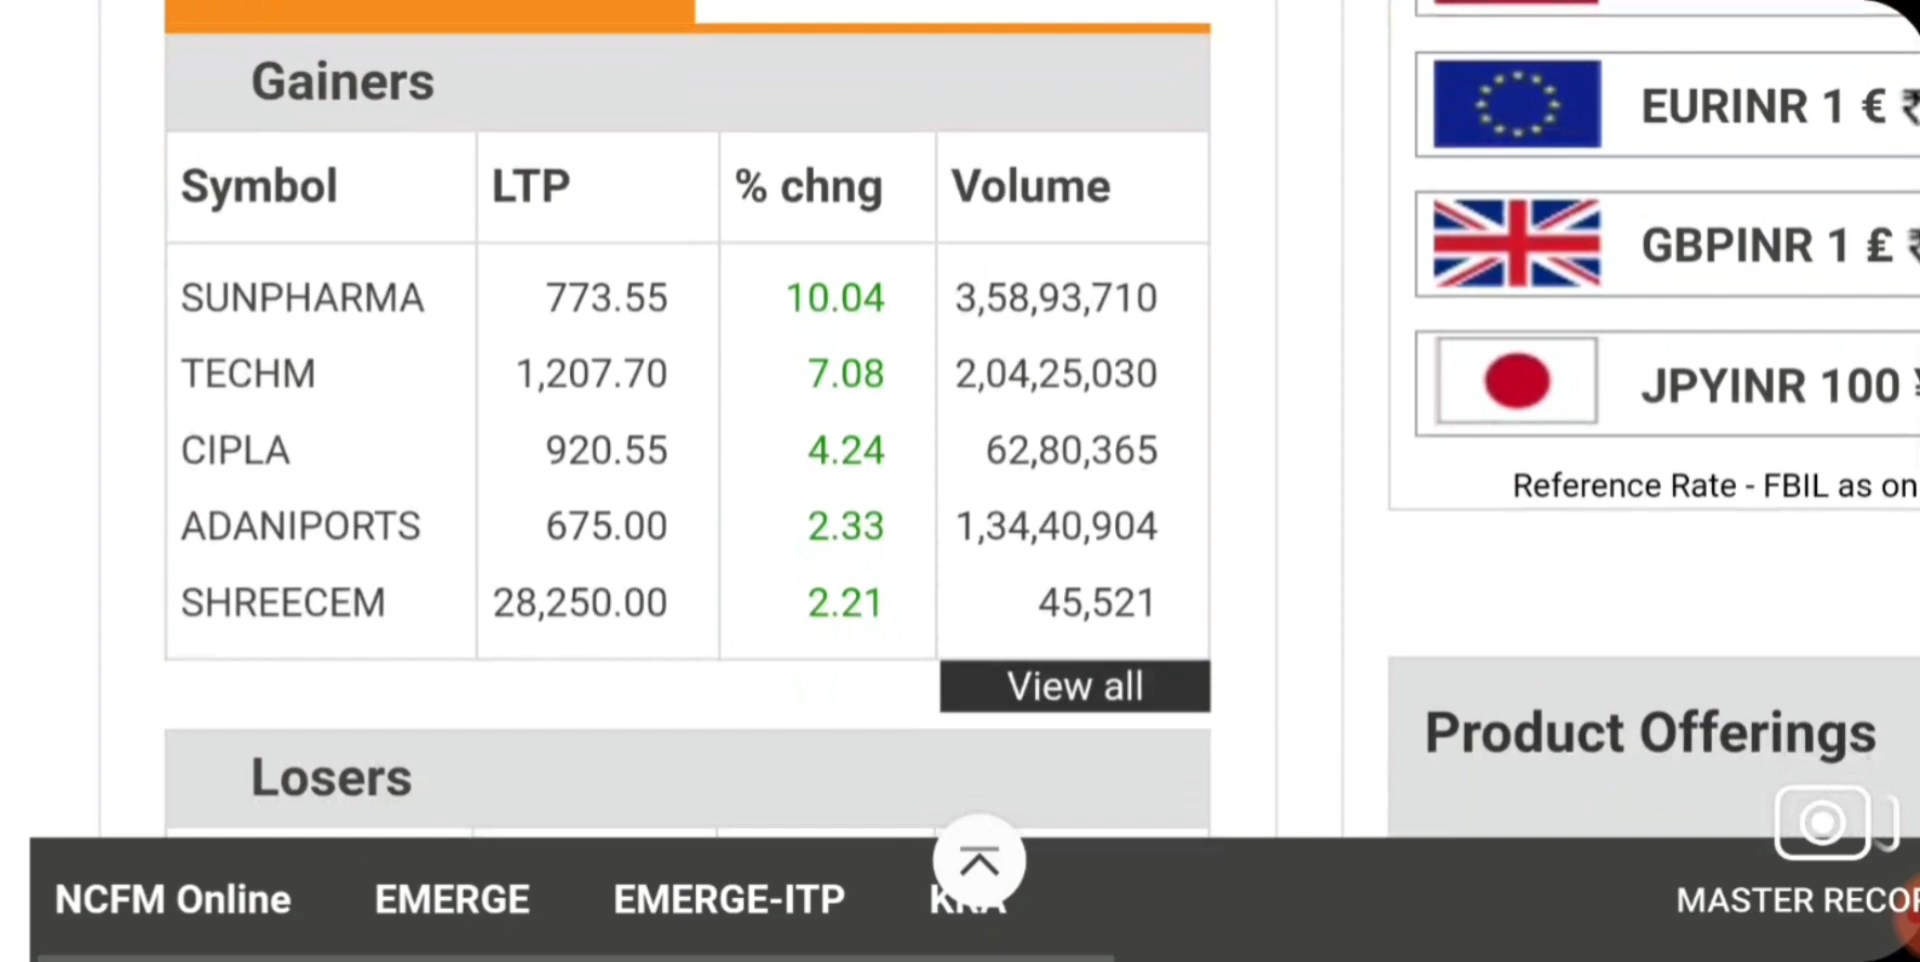 Gainers
Symbol LTP % chng Volume
SUNPHARMA 773.55 10.04 3,58,93,710
TECHM 1,207.70 7.08 2,04,25,030
CIPLA 920.55 4.24 62,80,365
ADANIPORTS 675.00 2.33 1,34,40,904
SHREECEM 28,250.00 2.21 45,521
View all
Losers
EURINR 1 € ₹
GBPINR 1 £ ₹
JPYINR 100 ¥
Reference Rate - FBIL as on
Product Offerings
NCFM Online EMERGE EMERGE-ITP KRA
MASTER RECOR